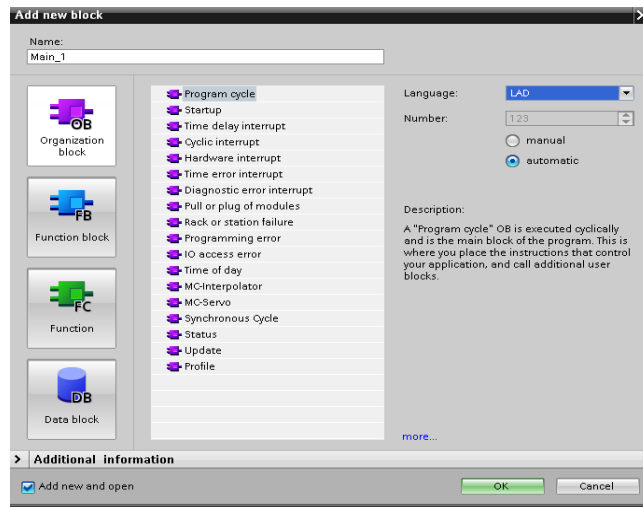 Add new block
Name:
Main_1
OB
Organization
block
FB
Function block
FC
Function
DB
Data block
Program cycle
Startup
Time delay interrupt
Cyclic interrupt
Hardware interrupt
Time error interrupt
Diagnostic error interrupt
Pull or plug of modules
Rack or station failure
Programming error
IO access error
Time of day
MC-Interpolator
MC-Servo
Synchronous Cycle
Status
Update
Profile
Language:
LAD
Number:
123
manual
automatic
Description:
A "Program cycle" OB is executed cyclically
and is the main block of the program. This is
where you place the instructions that control
your application, and call additional user
blocks.
more...
> Additional information
Add new and open
OK
Cancel